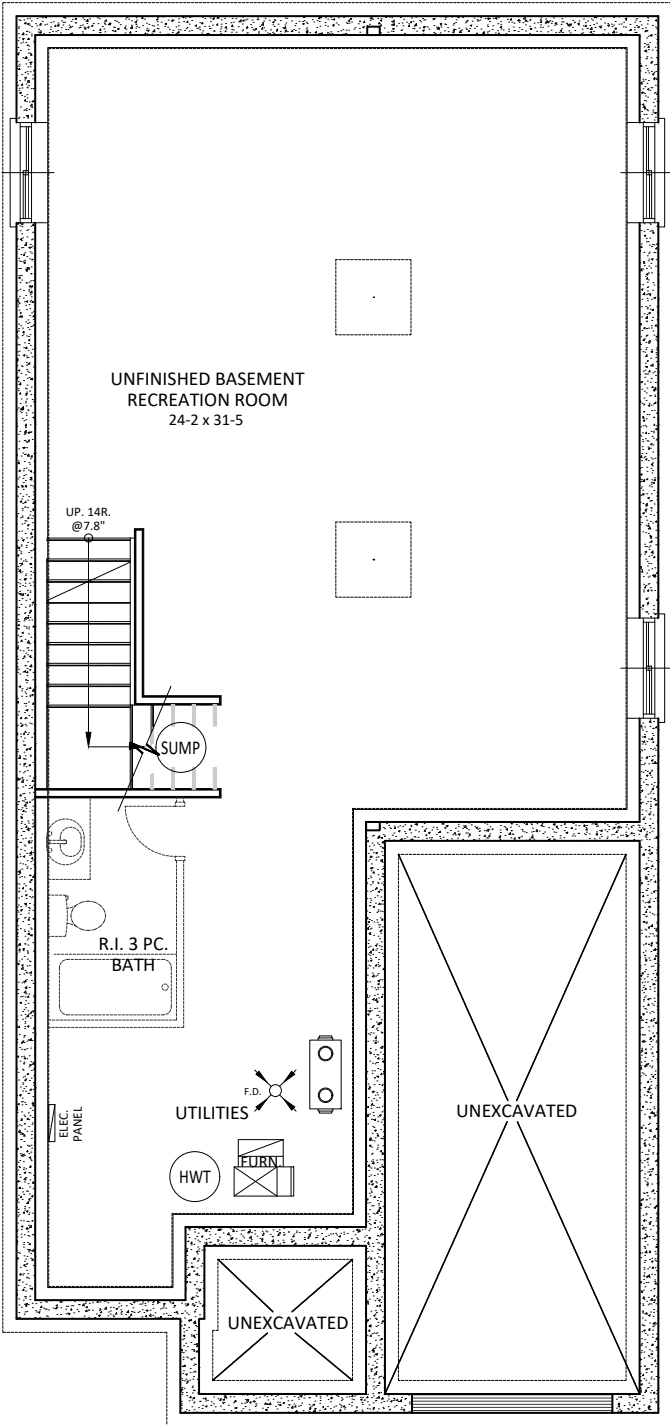 UNFINISHED BASEMENT
RECREATION ROOM
24-2 x 31-5
UP. 14R.
@7.8"
SUMP
R.I. 3 PC.
BATH
F.D.
UTILITIES
ELEC.
PANEL
HWT
FURN.
UNEXCAVATED
UNEXCAVATED